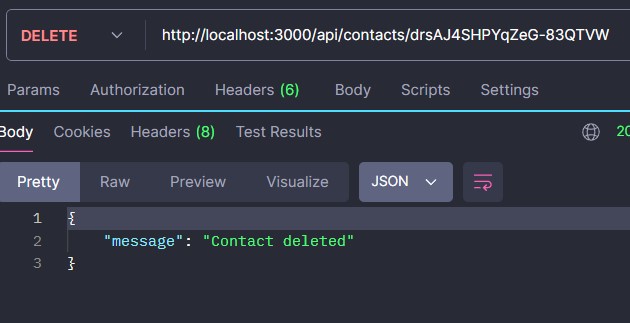 DELETE http://localhost:3000/api/contacts/drsAJ4SHPYqZeG-83QTVW
Params Authorization Headers (6) Body Scripts Settings
Body Cookies Headers (8) Test Results 20
Pretty Raw Preview Visualize JSON
1 {
2 "message": "Contact deleted"
3 }